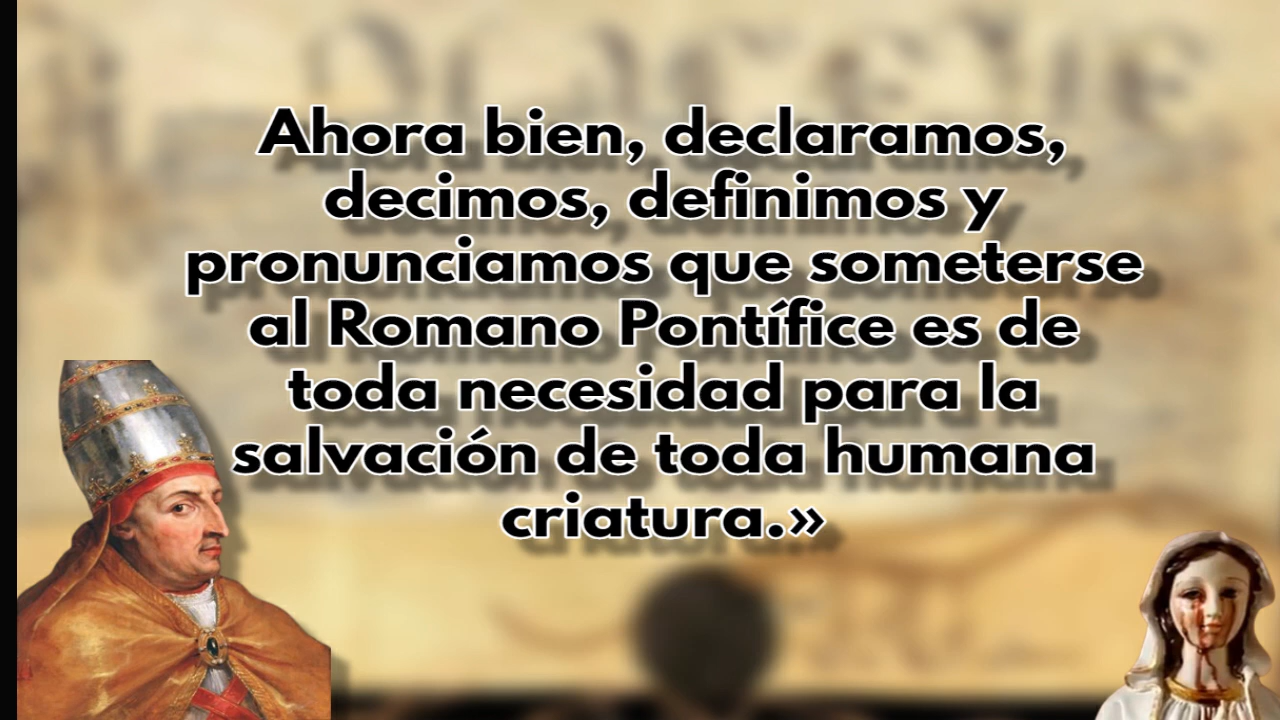 Ahora bien, declaramos,
decimos, definimos y
pronunciamos que someterse
al Romano Pontífice es de
toda necesidad para la
salvación de toda humana
criatura.»